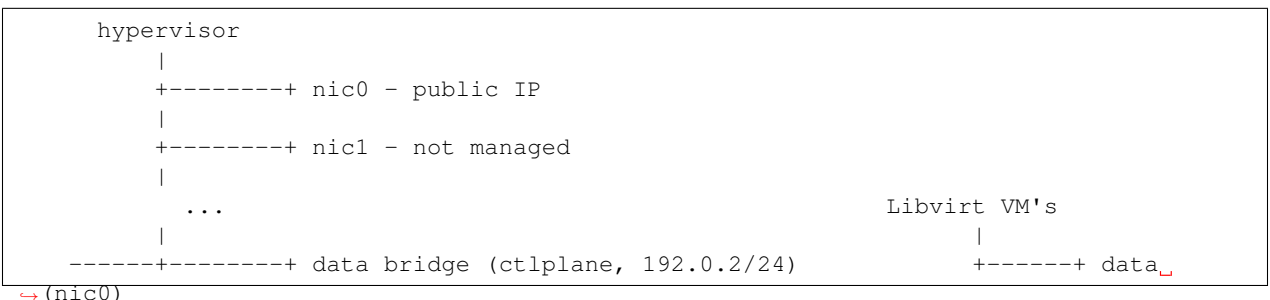 hypervisor
|
+--------+ nic0 - public IP
|
+--------+ nic1 - not managed
|
... Libvirt VM's
| |
------+--------+ data bridge (ctlplane, 192.0.2/24) +------+ data␣
↪(nic0)